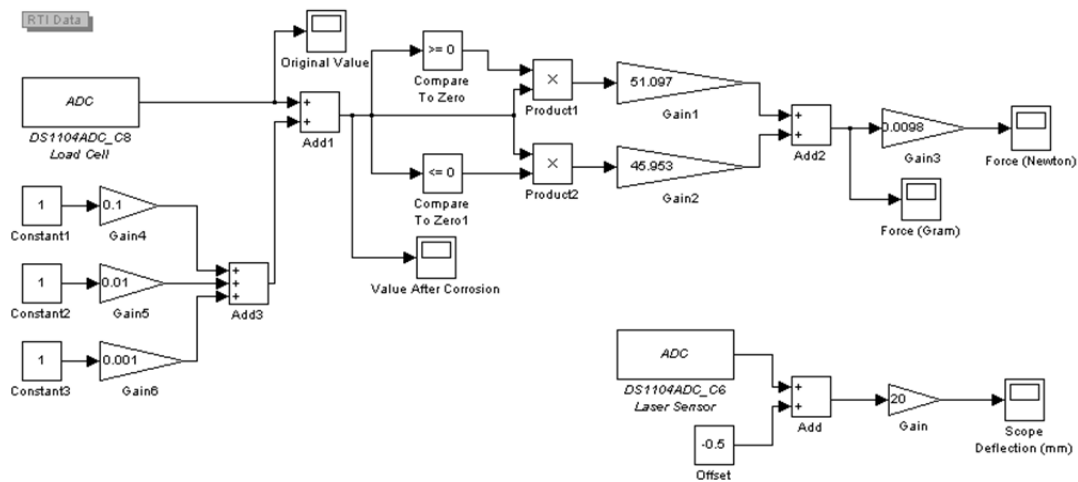 RTI Data
Original Value
ADC
DS1104ADC_C8
Load Cell
+
+
Add1
>= 0
Compare
To Zero
×
Product1
51.097
Gain1
<= 0
Compare
To Zero1
×
Product2
45.953
Gain2
+
+
Add2
0.0098
Gain3
Force (Newton)
Force (Gram)
Value After Corrosion
1
Constant1
0.1
Gain4
1
Constant2
0.01
Gain5
1
Constant3
0.001
Gain6
+
+
+
Add3
ADC
DS1104ADC_C6
Laser Sensor
-0.5
Offset
+
+
Add
20
Gain
Scope
Deflection (mm)